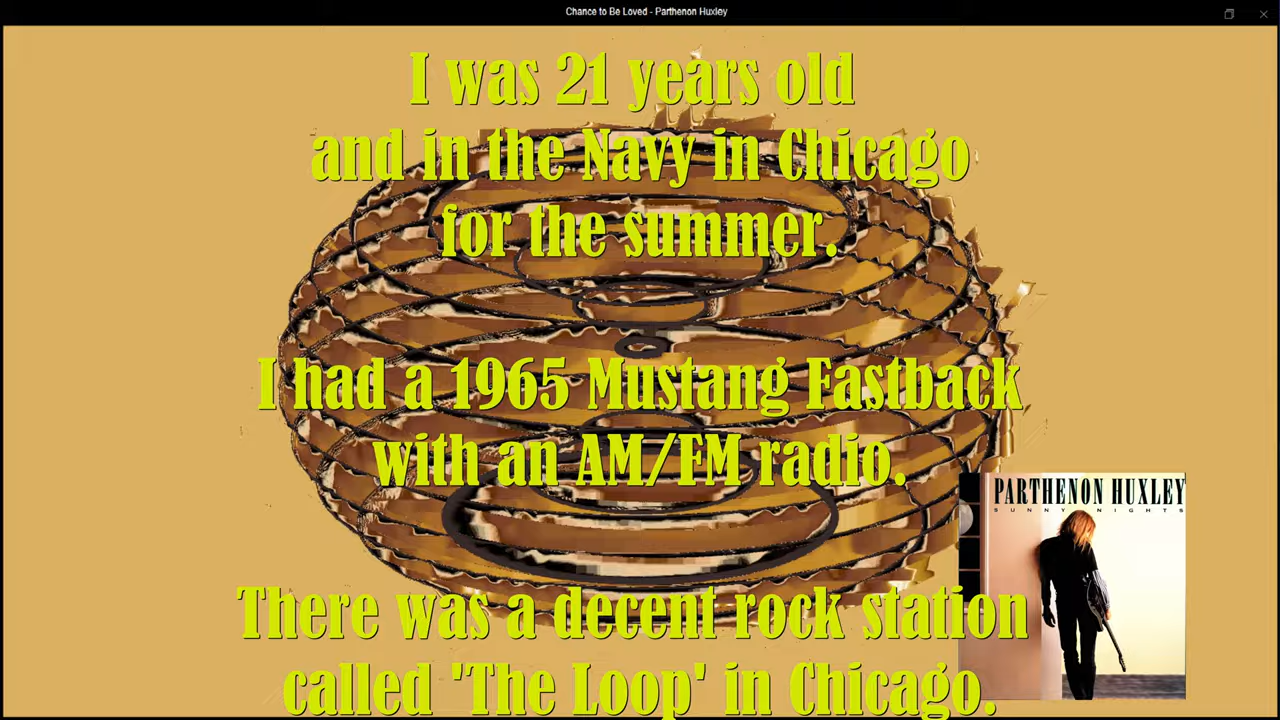 Chance to Be Loved - Parthenon Huxley
I was 21 years old
and in the Navy in Chicago
for the summer.
I had a 1965 Mustang Fastback
with an AM/FM radio.
PARTHENON HUXLEY
SUNNY NIGHTS
There was a decent rock station
called 'The Loop' in Chicago.